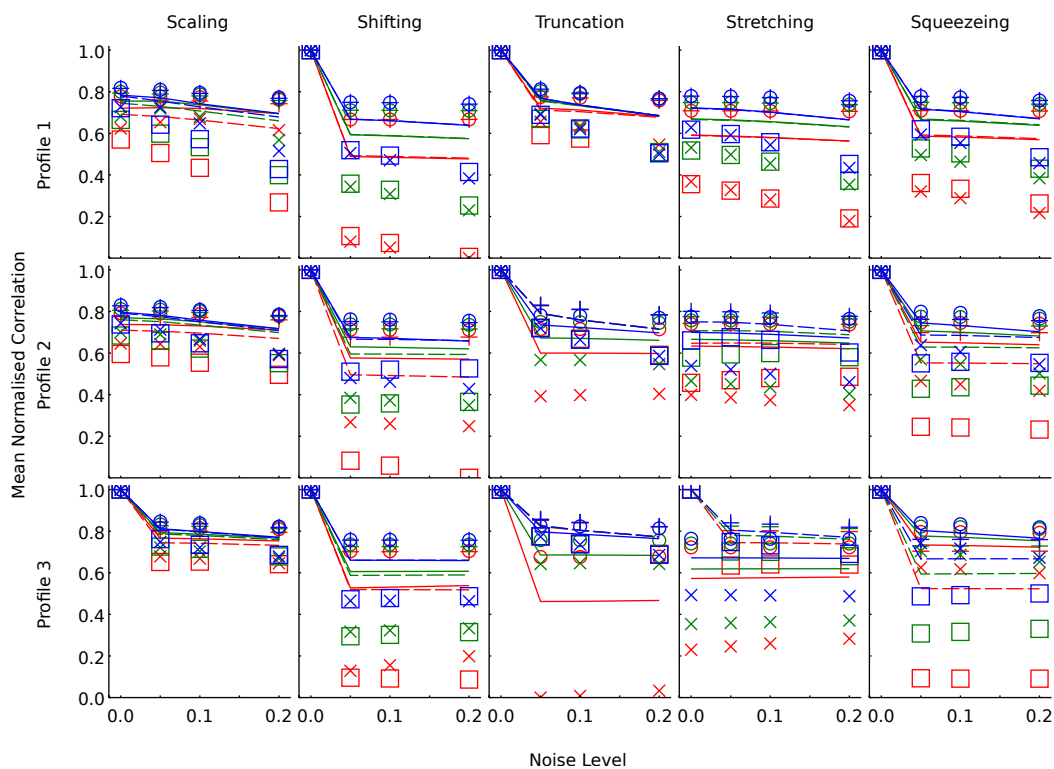 Scaling Shifting Truncation Stretching Squeezeing
Mean Normalised Correlation
Profile 1
1.0
0.8
0.6
0.4
0.2
Profile 2
1.0
0.8
0.6
0.4
0.2
Profile 3
1.0
0.8
0.6
0.4
0.2
0.0
0.0 0.1 0.2 0.0 0.1 0.2 0.0 0.1 0.2 0.0 0.1 0.2 0.0 0.1 0.2
Noise Level